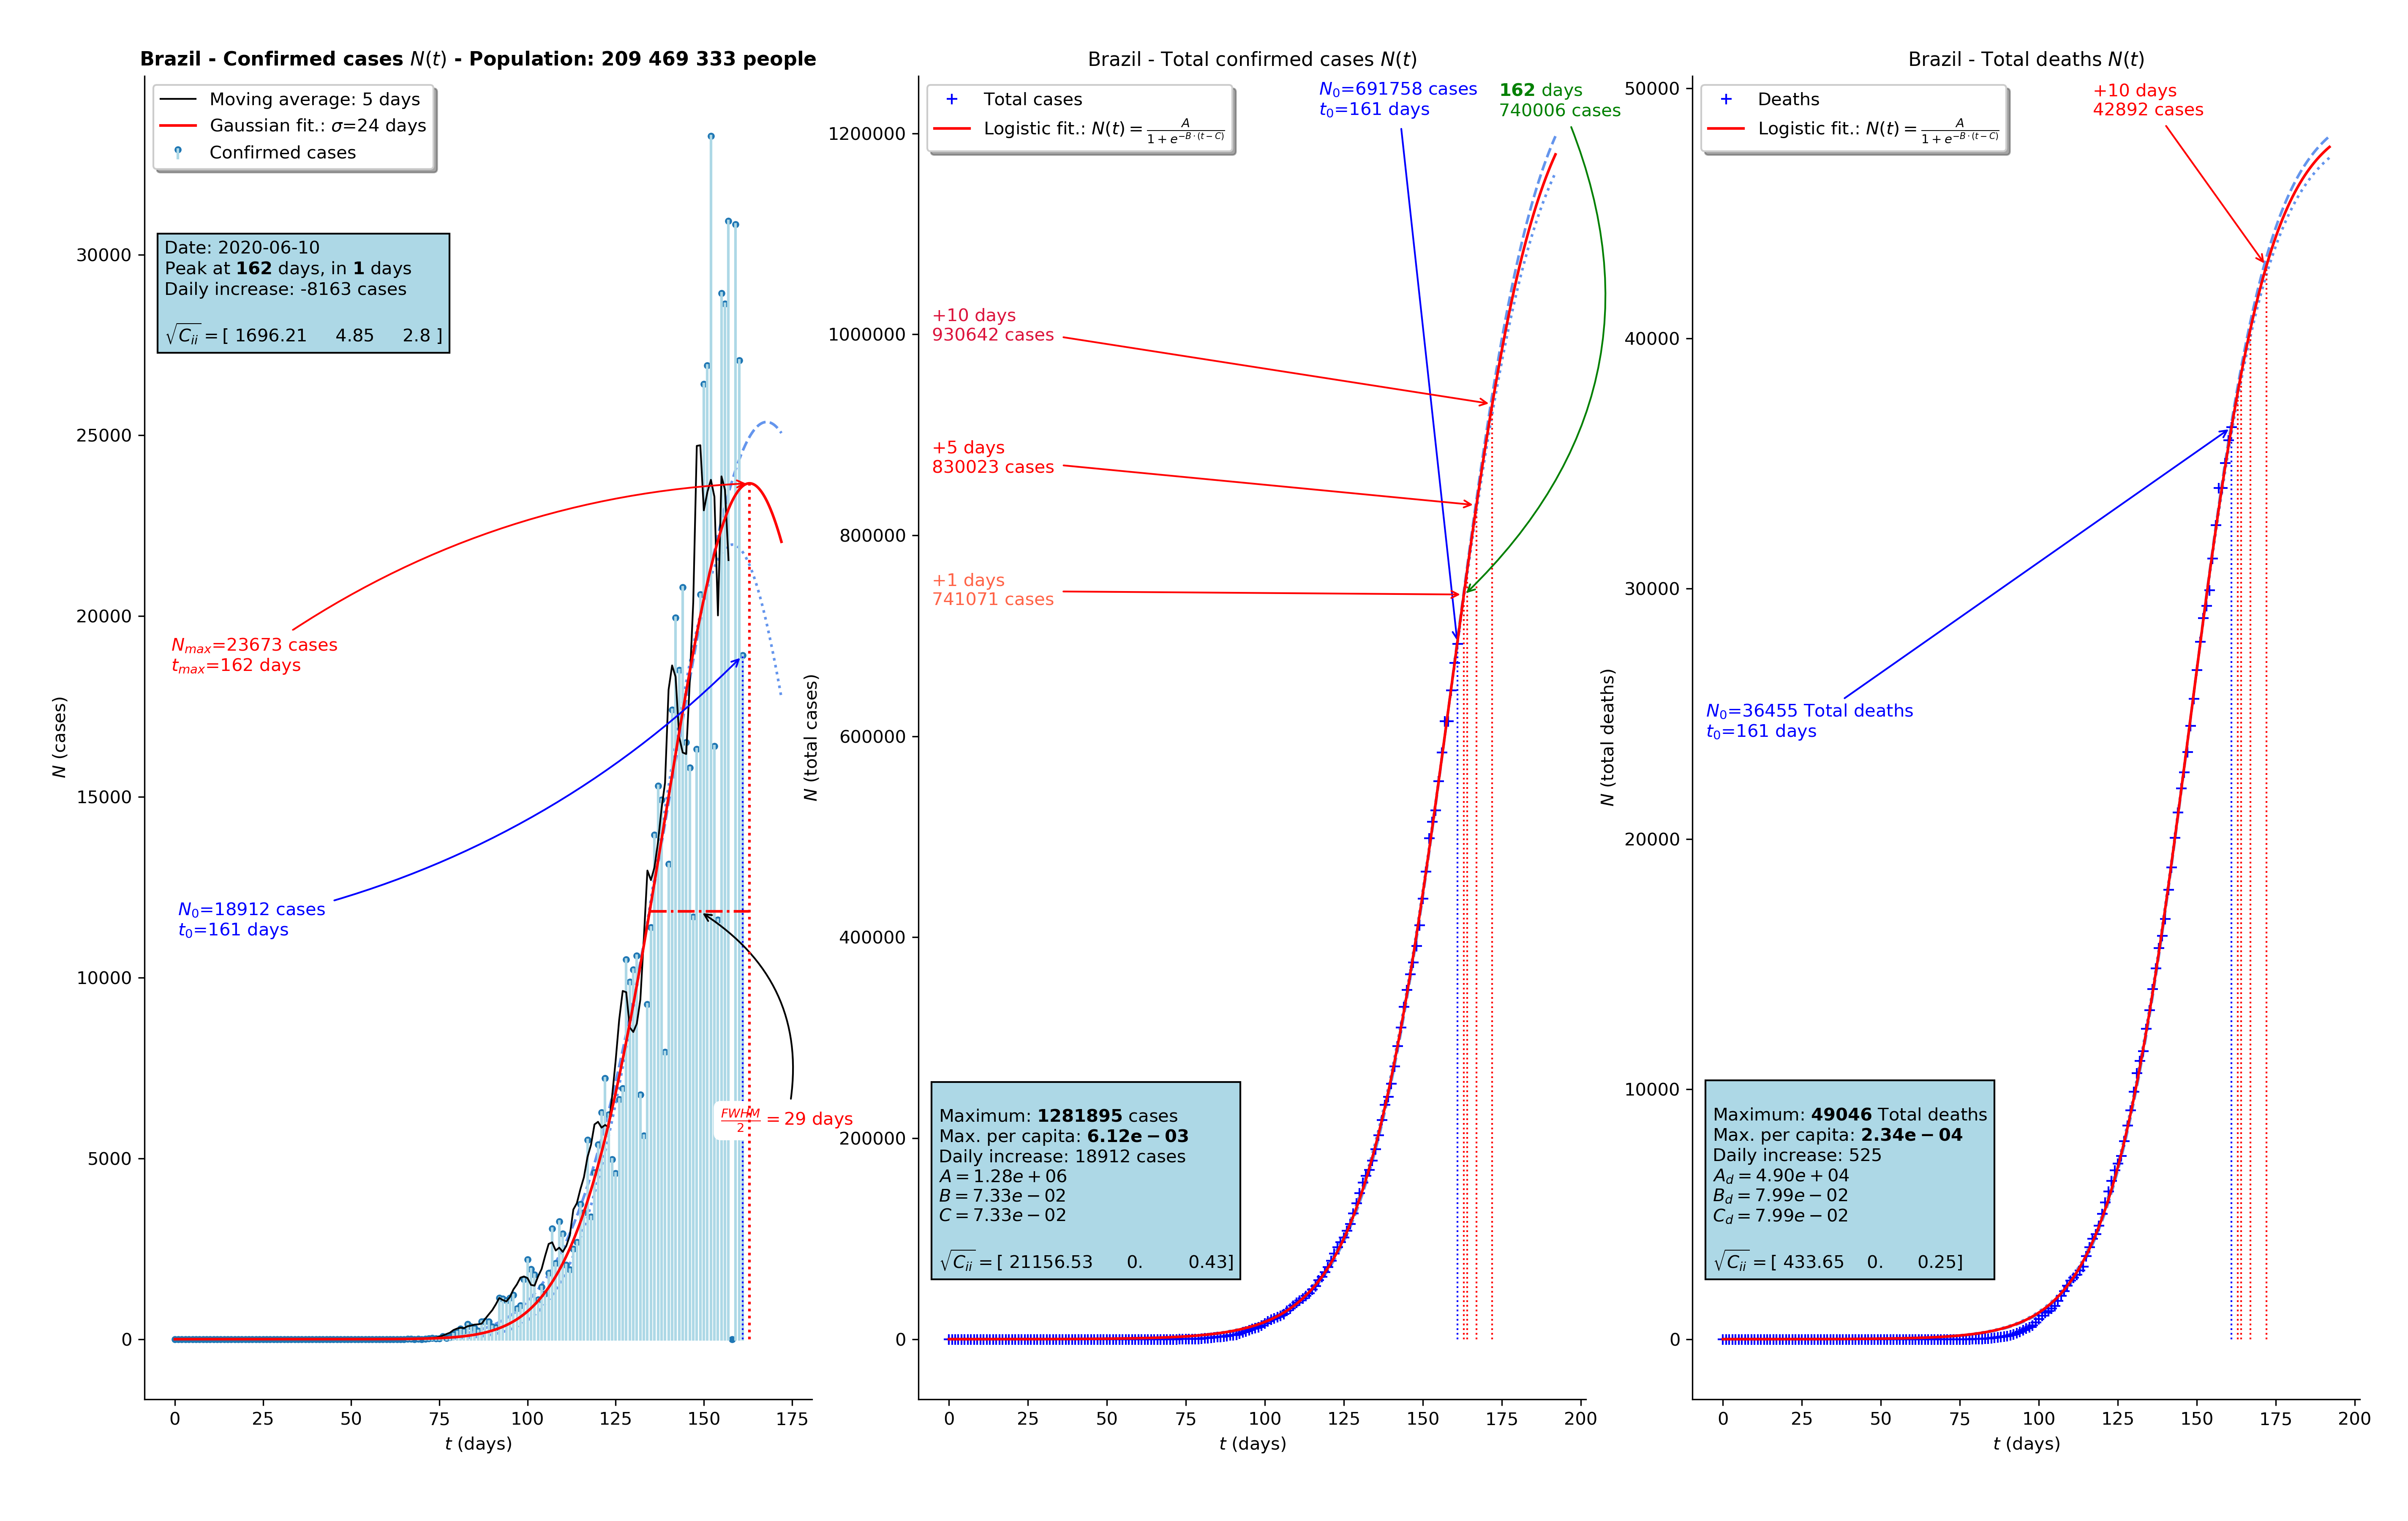 Brazil - Confirmed cases N(t) - Population: 209 469 333 people
Moving average: 5 days
Gaussian fit.: σ=24 days
Confirmed cases
Date: 2020-06-10
Peak at 162 days, in 1 days
Daily increase: -8163 cases
√C_ii = [ 1696.21 4.85 2.8 ]
N_max=23673 cases
t_max=162 days
N_0=18912 cases
t_0=161 days
FWHM/2 = 29 days
30000
25000
20000
15000
10000
5000
0
N (cases)
0 25 50 75 100 125 150 175
t (days)
Brazil - Total confirmed cases N(t)
Total cases
Logistic fit.: N(t) = A/(1 + e^{-B·(t-C)})
N_0=691758 cases
t_0=161 days
162 days
740006 cases
+10 days
930642 cases
+5 days
830023 cases
+1 days
741071 cases
Maximum: 1281895 cases
Max. per capita: 6.12e − 03
Daily increase: 18912 cases
A = 1.28e + 06
B = 7.33e − 02
C = 7.33e − 02
√C_ii = [ 21156.53 0. 0.43]
1200000
1000000
800000
600000
400000
200000
0
N (total cases)
0 25 50 75 100 125 150 175 200
t (days)
Brazil - Total deaths N(t)
Deaths
Logistic fit.: N(t) = A/(1 + e^{-B·(t-C)})
+10 days
42892 cases
N_0=36455 Total deaths
t_0=161 days
Maximum: 49046 Total deaths
Max. per capita: 2.34e − 04
Daily increase: 525
A_d = 4.90e + 04
B_d = 7.99e − 02
C_d = 7.99e − 02
√C_ii = [ 433.65 0. 0.25]
50000
40000
30000
20000
10000
0
N (total deaths)
0 25 50 75 100 125 150 175 200
t (days)